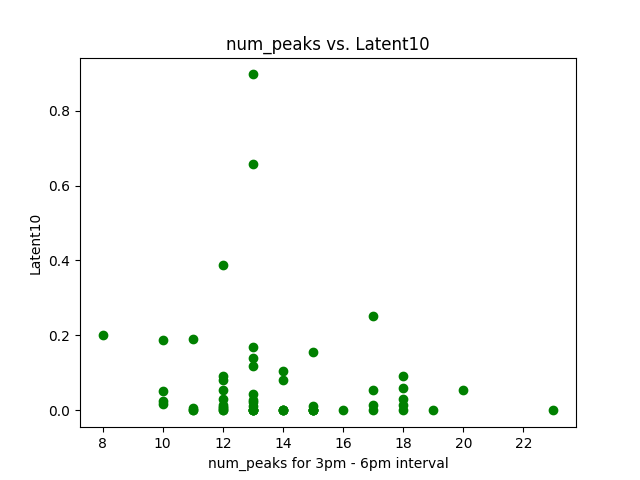 num_peaks vs. Latent10
0.8
0.6
0.4
0.2
0.0
Latent10
8 10 12 14 16 18 20 22
num_peaks for 3pm - 6pm interval